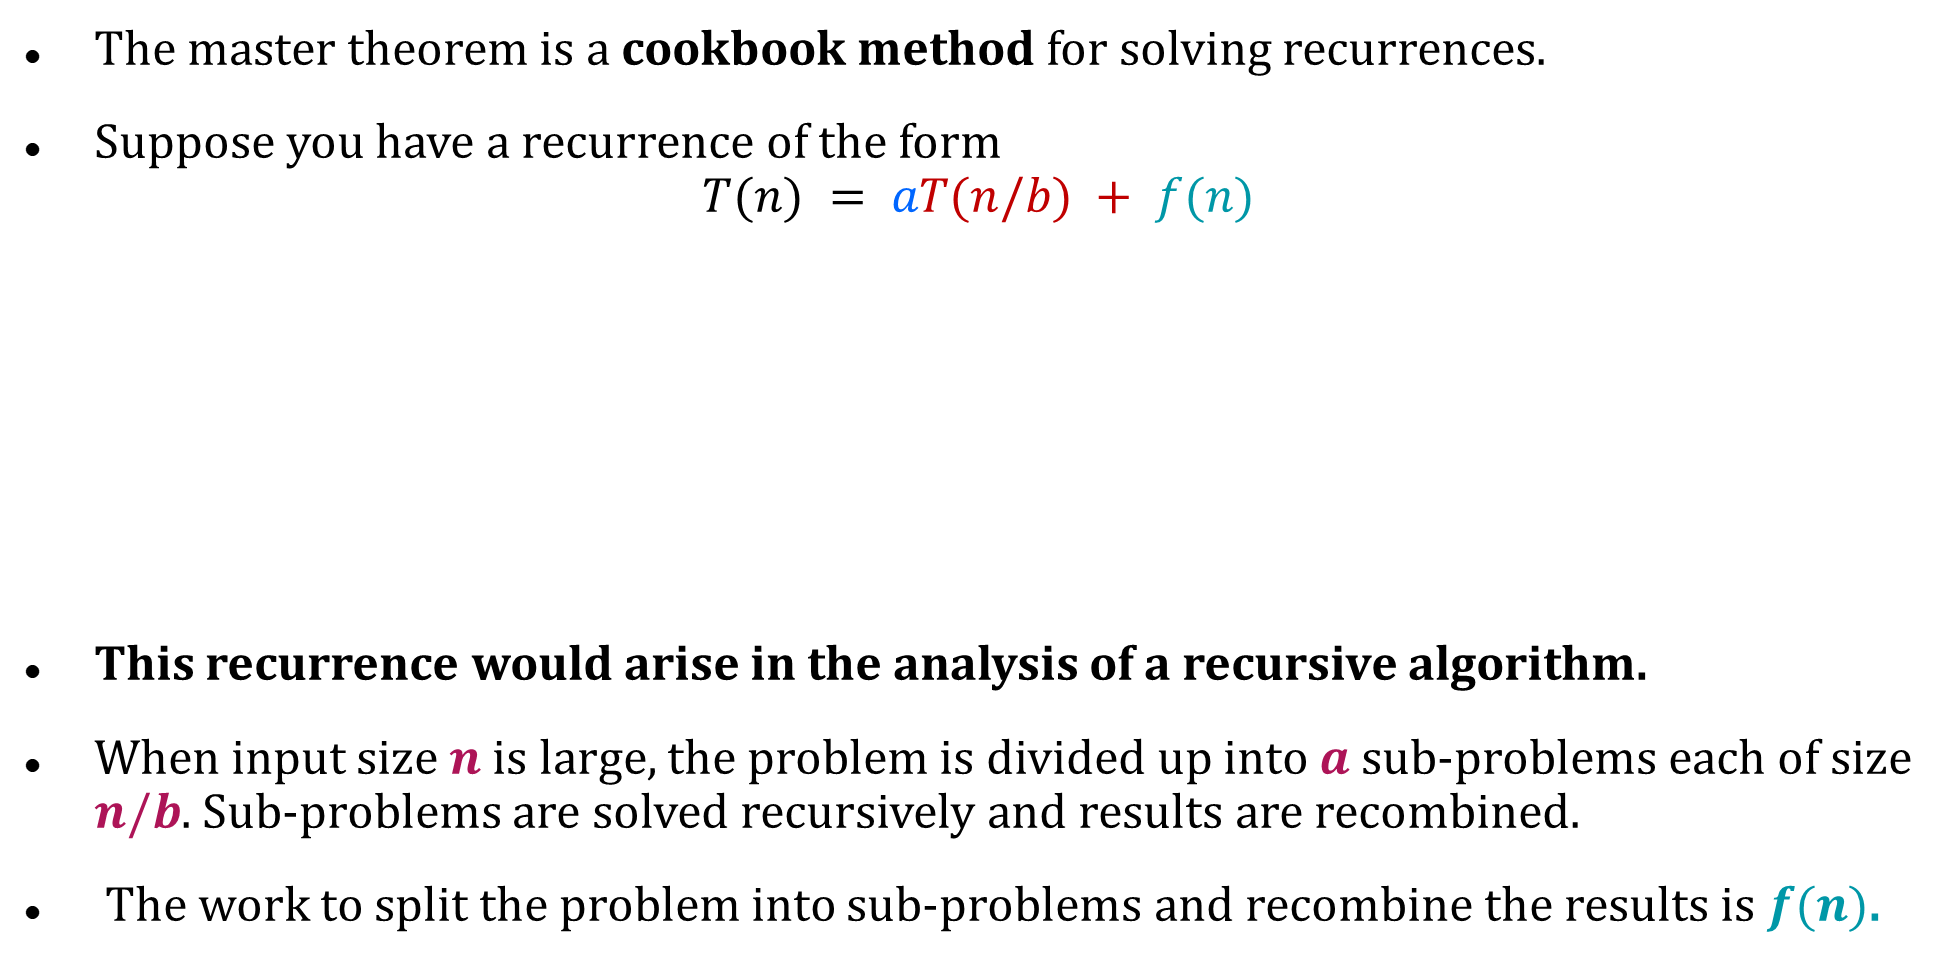 • The master theorem is a cookbook method for solving recurrences.
• Suppose you have a recurrence of the form
T(n) = aT(n/b) + f(n)
• This recurrence would arise in the analysis of a recursive algorithm.
• When input size n is large, the problem is divided up into a sub-problems each of size
n/b. Sub-problems are solved recursively and results are recombined.
• The work to split the problem into sub-problems and recombine the results is f(n).